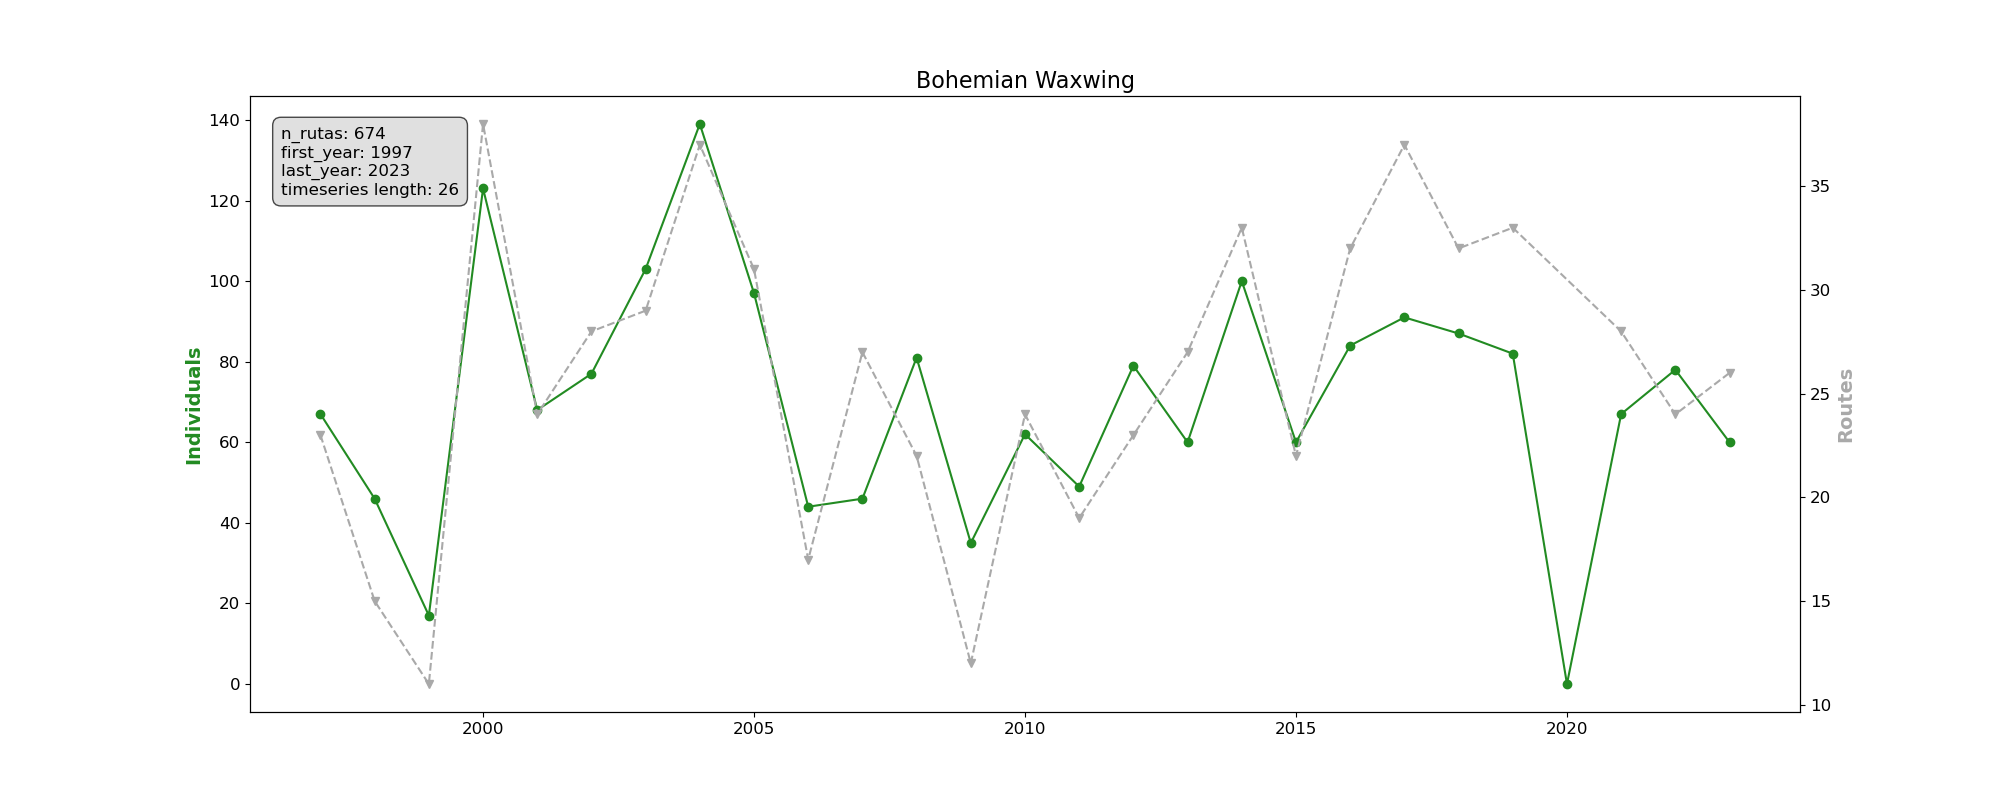 Bohemian Waxwing
n_rutas: 674
first_year: 1997
last_year: 2023
timeseries length: 26
Individuals
140
120
100
80
60
40
20
0
35
30
25
20
15
10
Routes
2000 2005 2010 2015 2020